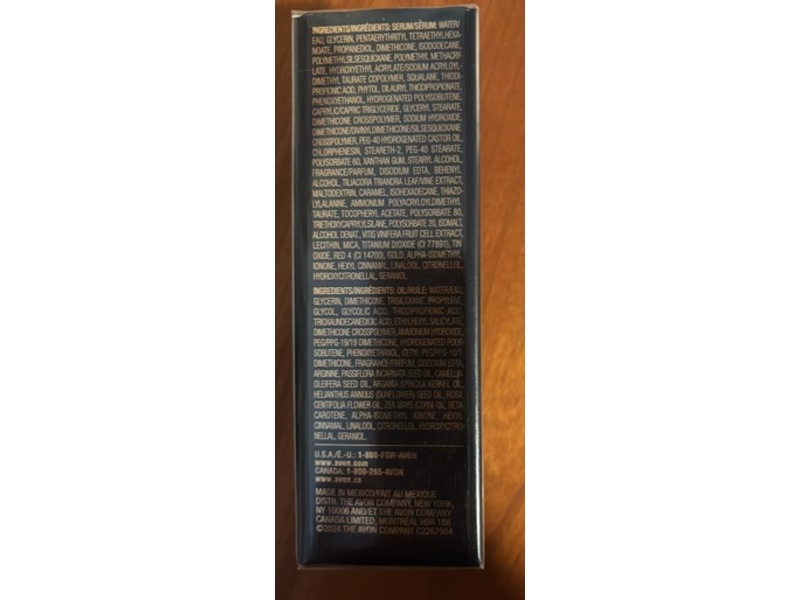 INGREDIENTS/INGRÉDIENTS: SERUM/SÉRUM: WATER/
EAU, GLYCERIN, PENTAERYTHRITYL TETRAETHYLHEXA-
NOATE, PROPANEDIOL, DIMETHICONE, ISODODECANE,
POLYMETHYLSILSESQUIOXANE, POLYMETHYL METHACRY-
LATE, HYDROXYETHYL ACRYLATE/SODIUM ACRYLOYL-
DIMETHYL TAURATE COPOLYMER, SQUALANE, THIODI-
PROPIONIC ACID, PHYTOL, DILAURYL THIODIPROPIONATE,
PHENOXYETHANOL, HYDROGENATED POLYISOBUTENE,
CAPRYLIC/CAPRIC TRIGLYCERIDE, GLYCERYL STEARATE,
DIMETHICONE CROSSPOLYMER, SODIUM HYDROXIDE,
DIMETHICONE/DIVINYLDIMETHICONE/SILSESQUIOXANE
CROSSPOLYMER, PEG-40 HYDROGENATED CASTOR OIL,
CHLORPHENESIN, STEARETH-2, PEG-40 STEARATE,
POLYSORBATE 60, XANTHAN GUM, STEARYL ALCOHOL,
FRAGRANCE/PARFUM, DISODIUM EDTA, BEHENYL
ALCOHOL, TILIACORA TRIANDRA LEAF/VINE EXTRACT,
MALTODEXTRIN, CARAMEL, ISOHEXADECANE, THIAZO-
LYLALANINE, AMMONIUM POLYACRYLOYLDIMETHYL
TAURATE, TOCOPHERYL ACETATE, POLYSORBATE 80,
TRIETHOXYCAPRYLYLSILANE, POLYSORBATE 20, ISOMALT,
ALCOHOL DENAT., VITIS VINIFERA FRUIT CELL EXTRACT,
LECITHIN, MICA, TITANIUM DIOXIDE (CI 77891), TIN
OXIDE, RED 4 (CI 14700), GOLD, ALPHA-ISOMETHYL
IONONE, HEXYL CINNAMAL, LINALOOL, CITRONELLOL,
HYDROXYCITRONELLAL, GERANIOL.
INGREDIENTS/INGRÉDIENTS: OIL/HUILE: WATER/EAU,
GLYCERIN, DIMETHICONE, TRISILOXANE, PROPYLENE
GLYCOL, GLYCOLIC ACID, THIODIPROPIONIC ACID,
TRIOXAUNDECANEDIOIC ACID, ETHYLHEXYL SALICYLATE,
DIMETHICONE CROSSPOLYMER, AMMONIUM HYDROXIDE,
PEG/PPG-19/19 DIMETHICONE, HYDROGENATED POLYI-
SOBUTENE, PHENOXYETHANOL, CETYL PEG/PPG-10/1
DIMETHICONE, FRAGRANCE/PARFUM, DISODIUM EDTA,
ARGININE, PASSIFLORA INCARNATA SEED OIL, CAMELLIA
OLEIFERA SEED OIL, ARGANIA SPINOSA KERNEL OIL,
HELIANTHUS ANNUUS (SUNFLOWER) SEED OIL, ROSA
CENTIFOLIA FLOWER OIL, ZEA MAYS (CORN) OIL, BETA-
CAROTENE, ALPHA-ISOMETHYL IONONE, HEXYL
CINNAMAL, LINALOOL, CITRONELLOL, HYDROXYCITRO-
NELLAL, GERANIOL.
U.S.A./É.-U.: 1-800-FOR-AVON
www.avon.com
CANADA: 1-800-265-AVON
www.avon.ca
MADE IN MEXICO/FAIT AU MEXIQUE
DISTR. THE AVON COMPANY, NEW YORK,
NY 10006 AND/ET THE AVON COMPANY
CANADA LIMITED, MONTRÉAL H9R 1B6
©2024 THE AVON COMPANY C2267904